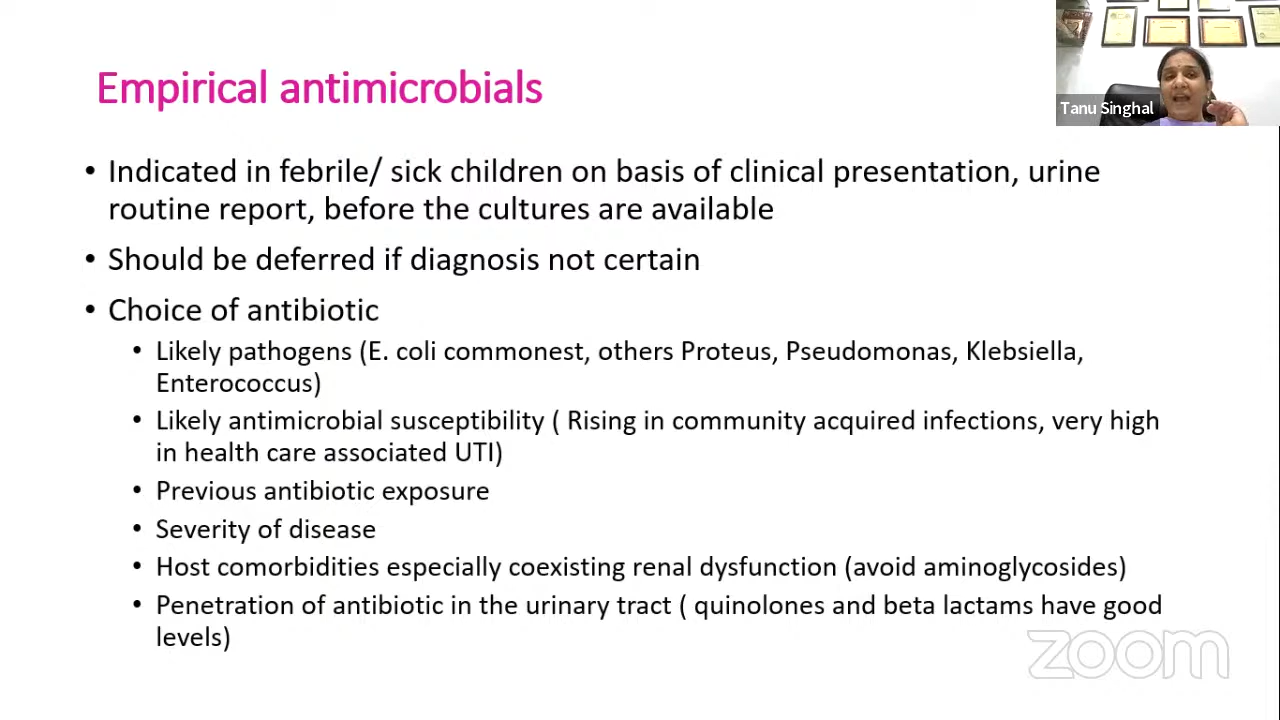 Empirical antimicrobials
Tanu Singhal
• Indicated in febrile/ sick children on basis of clinical presentation, urine
routine report, before the cultures are available
• Should be deferred if diagnosis not certain
• Choice of antibiotic
• Likely pathogens (E. coli commonest, others Proteus, Pseudomonas, Klebsiella,
Enterococcus)
• Likely antimicrobial susceptibility ( Rising in community acquired infections, very high
in health care associated UTI)
• Previous antibiotic exposure
• Severity of disease
• Host comorbidities especially coexisting renal dysfunction (avoid aminoglycosides)
• Penetration of antibiotic in the urinary tract ( quinolones and beta lactams have good
levels)
zoom